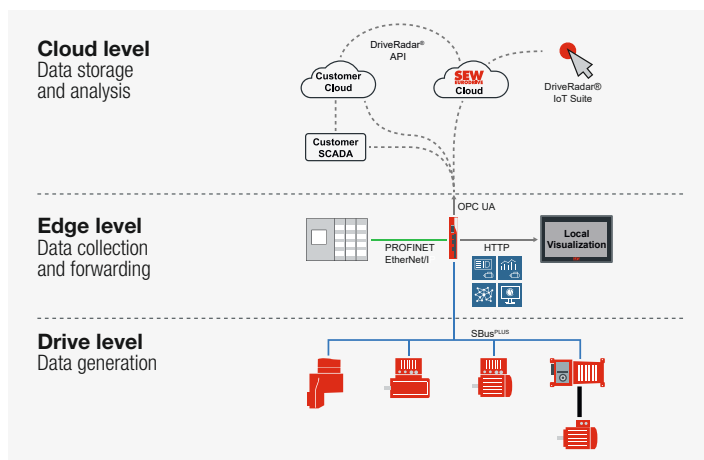 Cloud level
Data storage
and analysis
DriveRadar®
API
Customer
Cloud
SEW
EURODRIVE
Cloud
DriveRadar®
IoT Suite
Customer
SCADA
Edge level
Data collection
and forwarding
OPC UA
PROFINET
EtherNet/I
HTTP
Local
Visualization
Drive level
Data generation
SBusPLUS